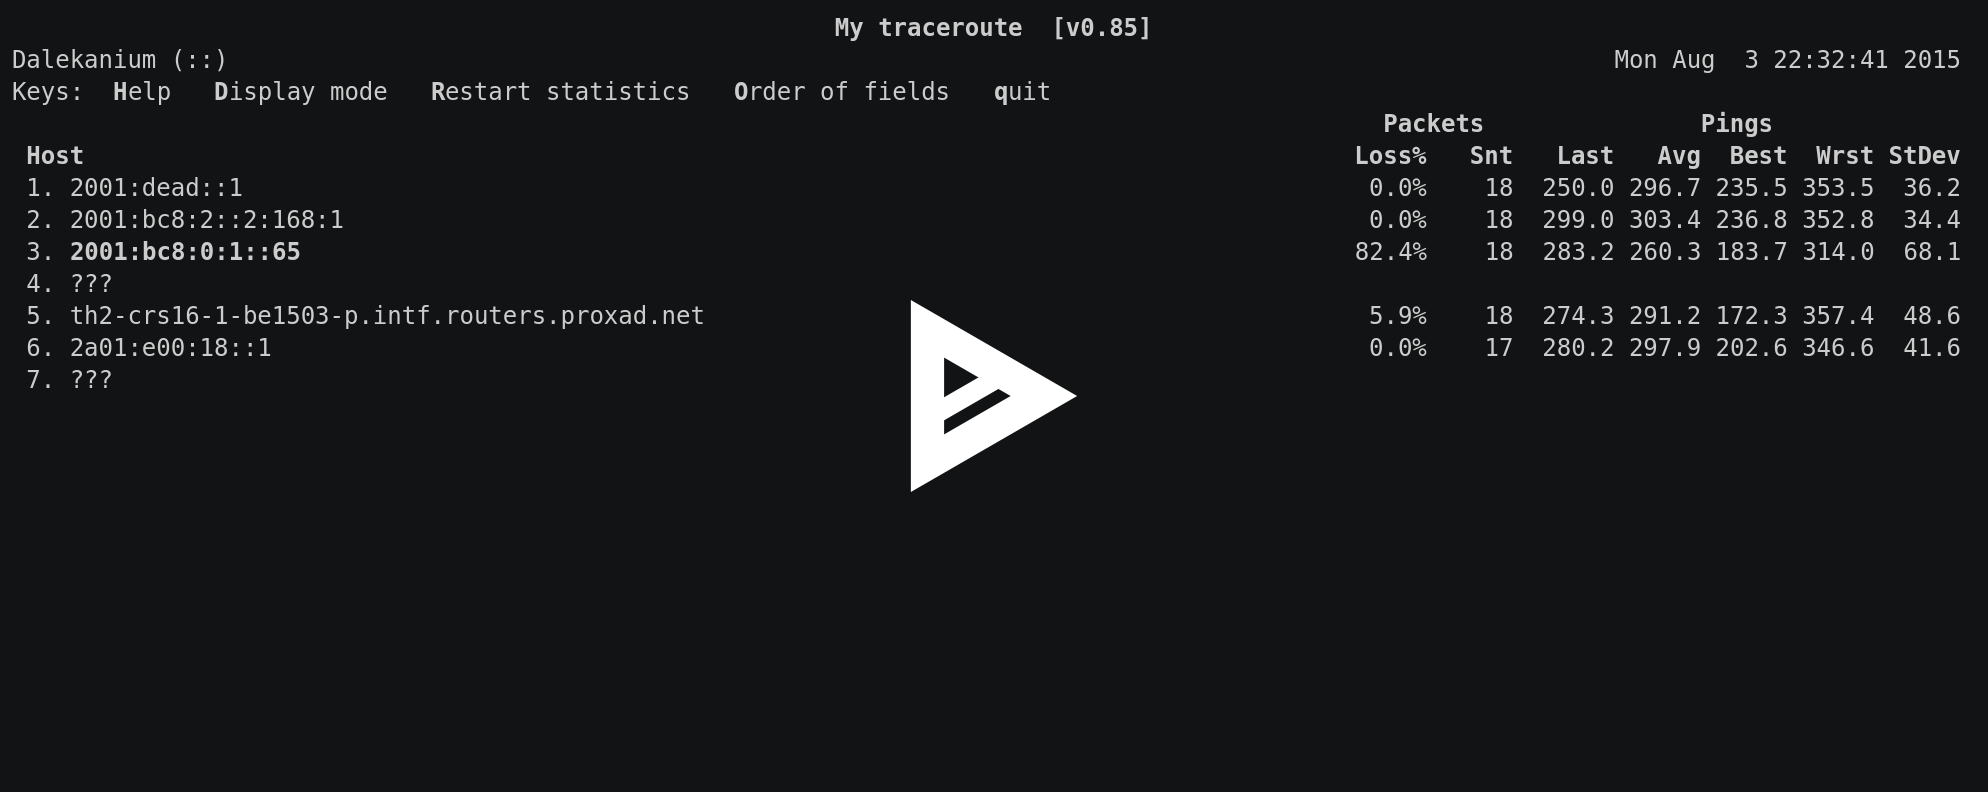 My traceroute  [v0.85]
Dalekanium (::)                    Mon Aug  3 22:32:41 2015
Keys:  Help   Display mode   Restart statistics   Order of fields   quit
Packets               Pings
Host                    Loss%   Snt   Last   Avg  Best  Wrst StDev
1. 2001:dead::1                    0.0%    18  250.0 296.7 235.5 353.5  36.2
2. 2001:bc8:2::2:168:1             0.0%    18  299.0 303.4 236.8 352.8  34.4
3. 2001:bc8:0:1::65               82.4%    18  283.2 260.3 183.7 314.0  68.1
4. ???
5. th2-crs16-1-be1503-p.intf.routers.proxad.net    5.9%    18  274.3 291.2 172.3 357.4  48.6
6. 2a01:e00:18::1                  0.0%    17  280.2 297.9 202.6 346.6  41.6
7. ???